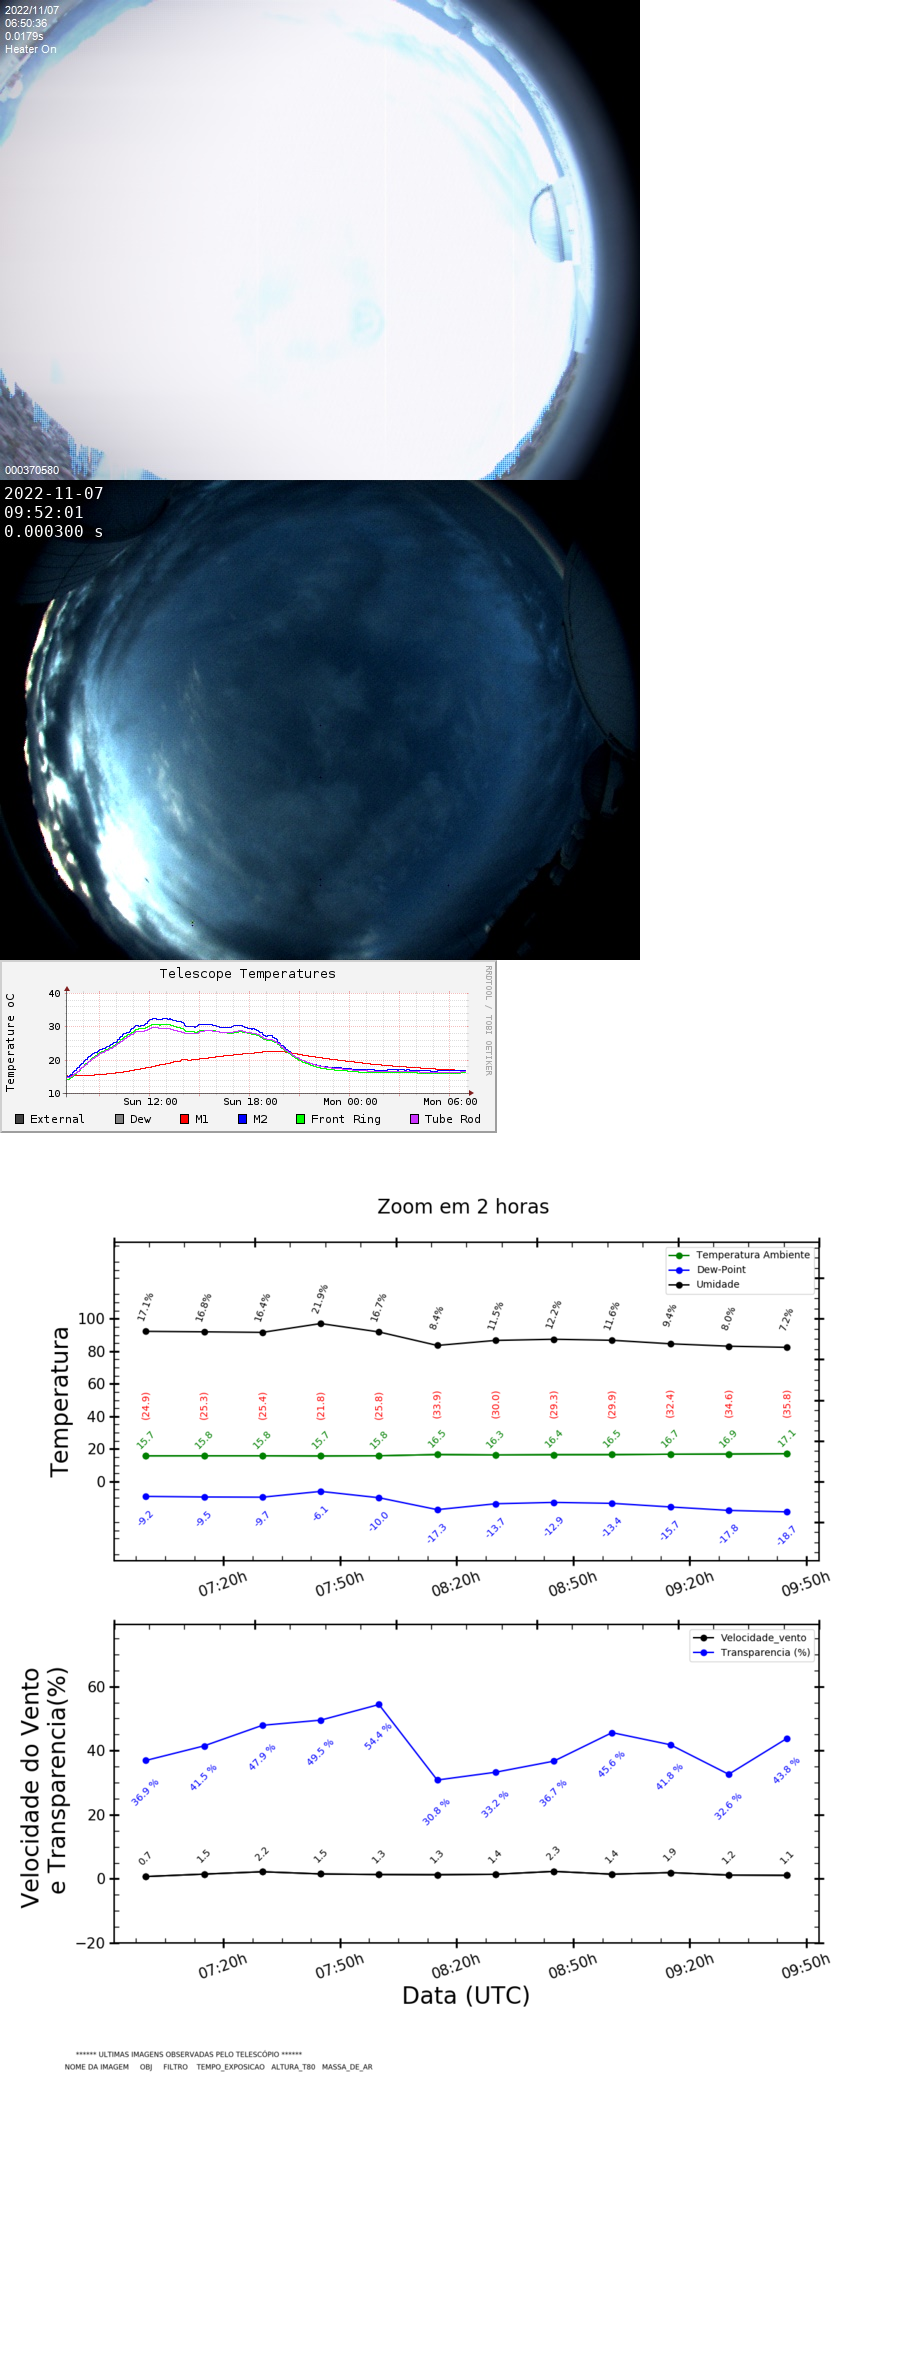 2022/11/07
06:50:36
0.0179s
Heater On
000370580
2022-11-07
09:52:01
0.000300 s
Telescope Temperatures
RRDTOOL / TOBI OETIKER
Temperature oC
40
30
20
10
Sun 12:00 Sun 18:00 Mon 00:00 Mon 06:00
External Dew M1 M2 Front Ring Tube Rod
Zoom em 2 horas
Temperatura Ambiente
Dew-Point
Umidade
Temperatura
100
80
60
40
20
0
17.1% 16.8% 16.4% 21.9% 16.7% 8.4% 11.5% 12.2% 11.6% 9.4% 8.0% 7.2%
(24.9) (25.3) (25.4) (21.8) (25.8) (33.9) (30.0) (29.3) (29.9) (32.4) (34.6) (35.8)
15.7 15.8 15.8 15.7 15.8 16.5 16.3 16.4 16.5 16.7 16.9 17.1
-9.2 -9.5 -9.7 -6.1 -10.0 -17.3 -13.7 -12.9 -13.4 -15.7 -17.8 -18.7
07:20h 07:50h 08:20h 08:50h 09:20h 09:50h
Velocidade_vento
Transparencia (%)
Velocidade do Vento
e Transparencia(%)
60
40
20
0
−20
36.9 % 41.5 % 47.9 % 49.5 % 54.4 % 30.8 % 33.2 % 36.7 % 45.6 % 41.8 % 32.6 % 43.8 %
0.7 1.5 2.2 1.5 1.3 1.3 1.4 2.3 1.4 1.9 1.2 1.1
07:20h 07:50h 08:20h 08:50h 09:20h 09:50h
Data (UTC)
****** ULTIMAS IMAGENS OBSERVADAS PELO TELESCÓPIO ******
NOME DA IMAGEM OBJ FILTRO TEMPO_EXPOSICAO ALTURA_T80 MASSA_DE_AR